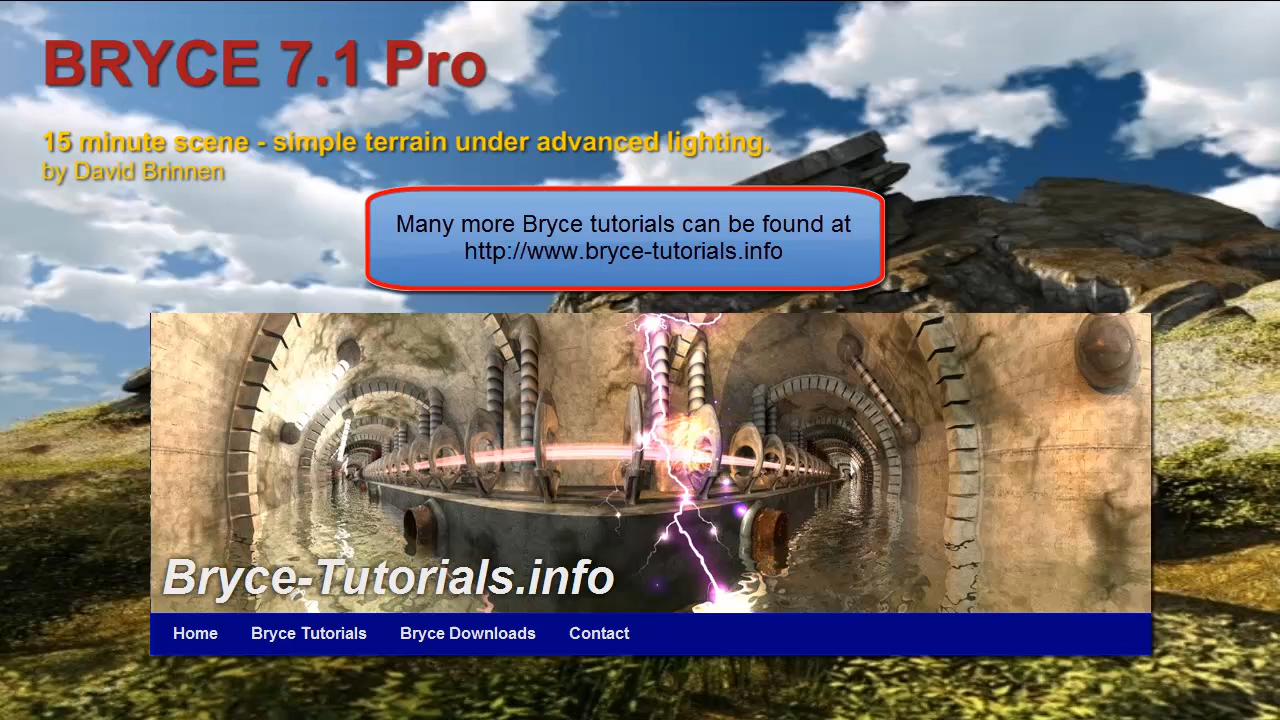 BRYCE 7.1 Pro
15 minute scene - simple terrain under advanced lighting.
by David Brinnen
Many more Bryce tutorials can be found at
http://www.bryce-tutorials.info
Bryce-Tutorials.info
Home Bryce Tutorials Bryce Downloads Contact